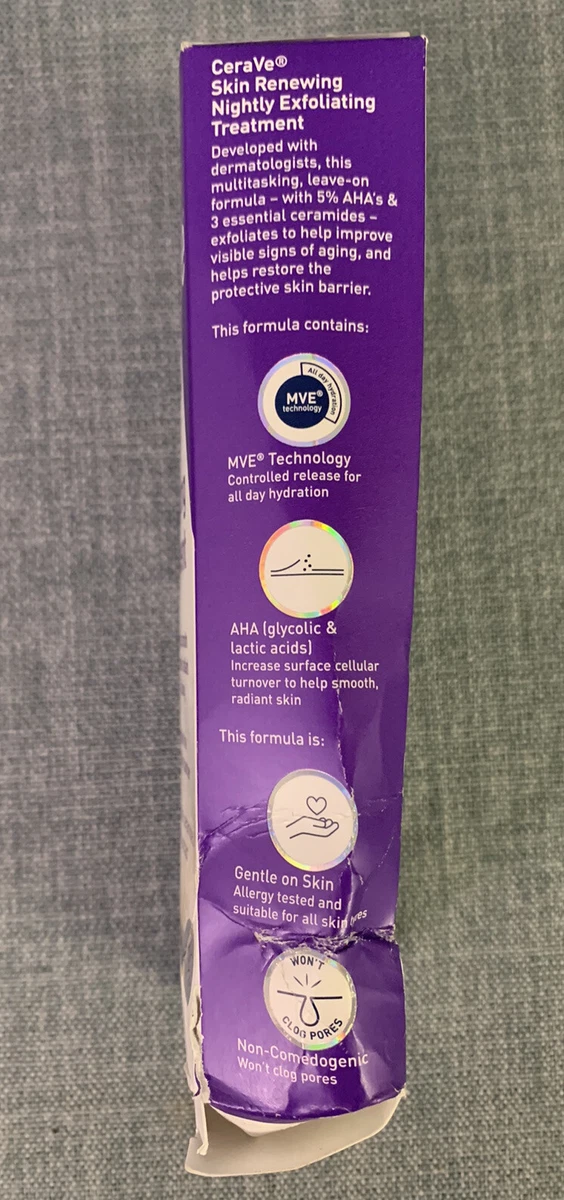 CeraVe®
Skin Renewing
Nightly Exfoliating
Treatment
Developed with
dermatologists, this
multitasking, leave-on
formula – with 5% AHA's &
3 essential ceramides –
exfoliates to help improve
visible signs of aging, and
helps restore the
protective skin barrier.
This formula contains:
All day hydration
MVE®
technology
MVE® Technology
Controlled release for
all day hydration
AHA (glycolic &
lactic acids)
Increase surface cellular
turnover to help smooth,
radiant skin
This formula is:
Gentle on Skin
Allergy tested and
suitable for all skin
WON'T
CLOG PORES
Non-Comedogenic
Won't clog pores